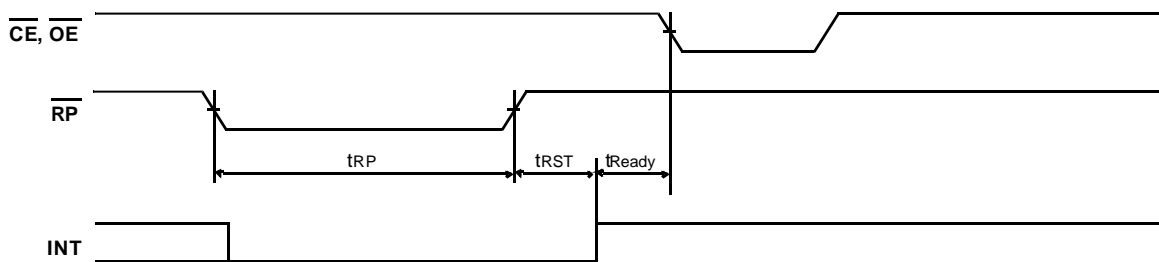 CE, OE
RP
tRP
tRST
tReady
INT